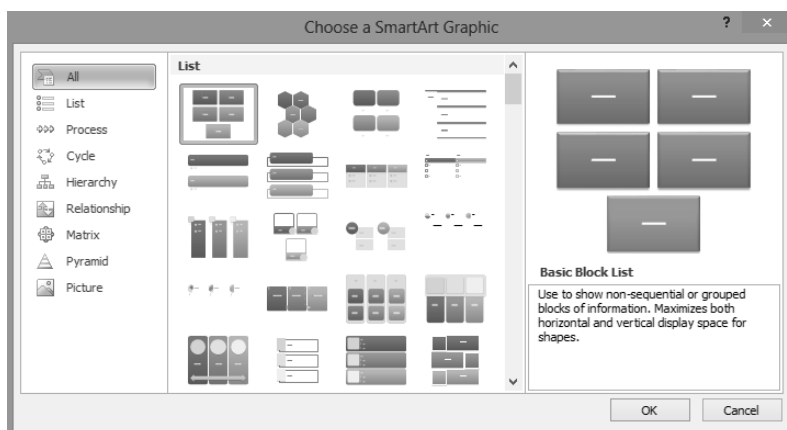 Choose a SmartArt Graphic
?
All
List
Process
Cycle
Hierarchy
Relationship
Matrix
Pyramid
Picture
List
Basic Block List
Use to show non-sequential or grouped
blocks of information. Maximizes both
horizontal and vertical display space for
shapes.
OK
Cancel